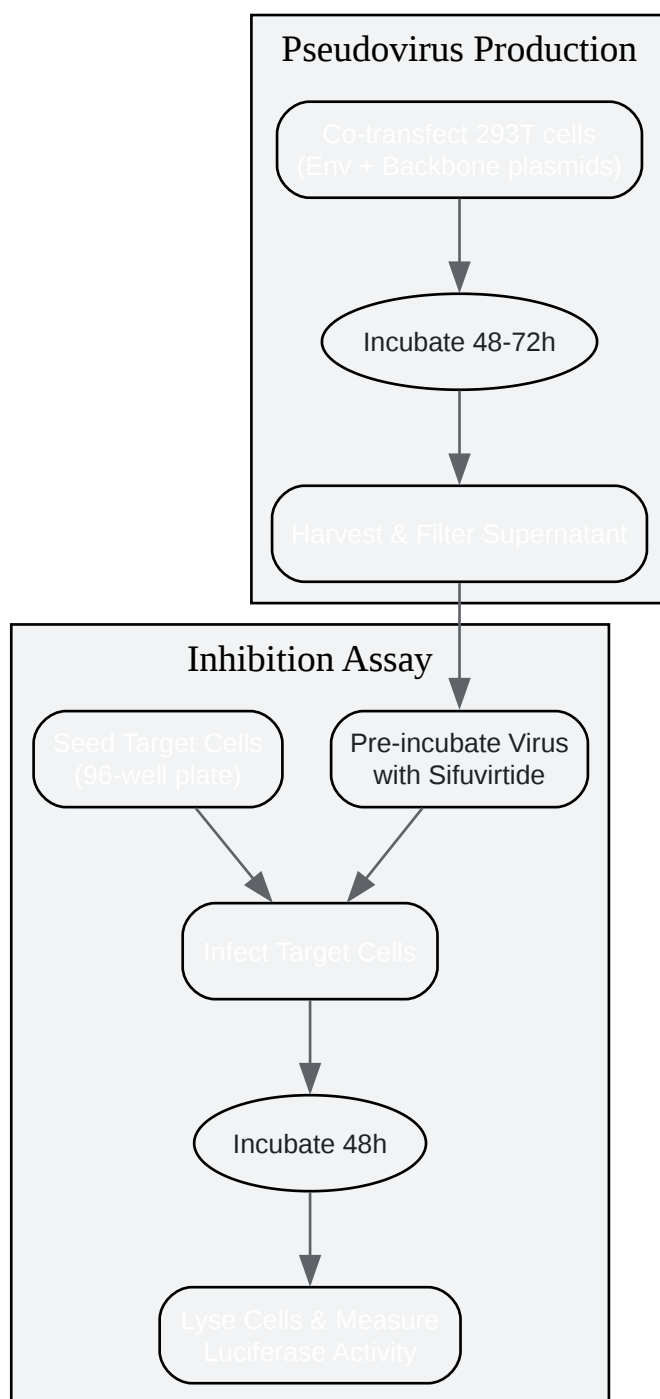 Pseudovirus Production
Co-transfect 293T cells
(Env + Backbone plasmids)
Incubate 48-72h
Harvest & Filter Supernatant
Inhibition Assay
Seed Target Cells
(96-well plate)
Pre-incubate Virus
with Sifuvirtide
Infect Target Cells
Incubate 48h
Lyse Cells & Measure
Luciferase Activity